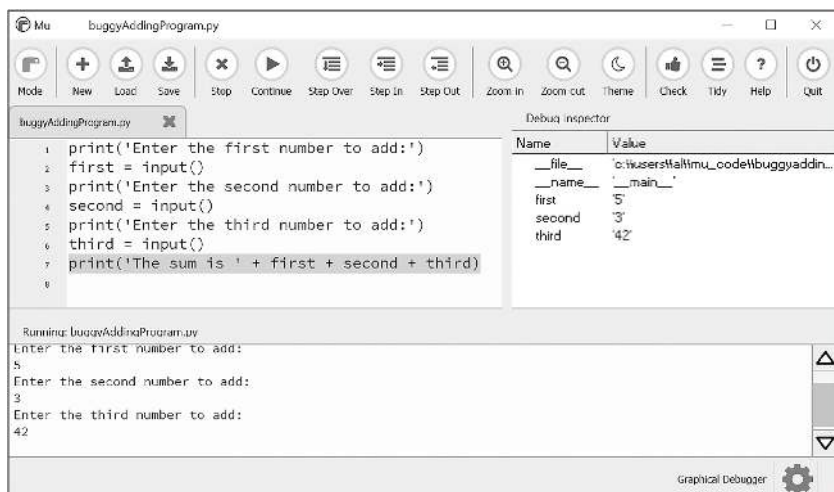 Mu buggyAddingProgram.py
Mode New Load Save Stop Continue Step Over Step In Step Out Zoom in Zoom out Theme Check Tidy Help Quit
buggyAddingProgram.py
1 print('Enter the first number to add:')
2 first = input()
3 print('Enter the second number to add:')
4 second = input()
5 print('Enter the third number to add:')
6 third = input()
7 print('The sum is ' + first + second + third)
8
Debug Inspector
Name Value
__file__ 'c:\\users\\al\\mu_code\\buggyaddin...
__name__ '__main__'
first '5'
second '3'
third '42'
Running: buggyAddingProgram.py
Enter the first number to add:
5
Enter the second number to add:
3
Enter the third number to add:
42
Graphical Debugger